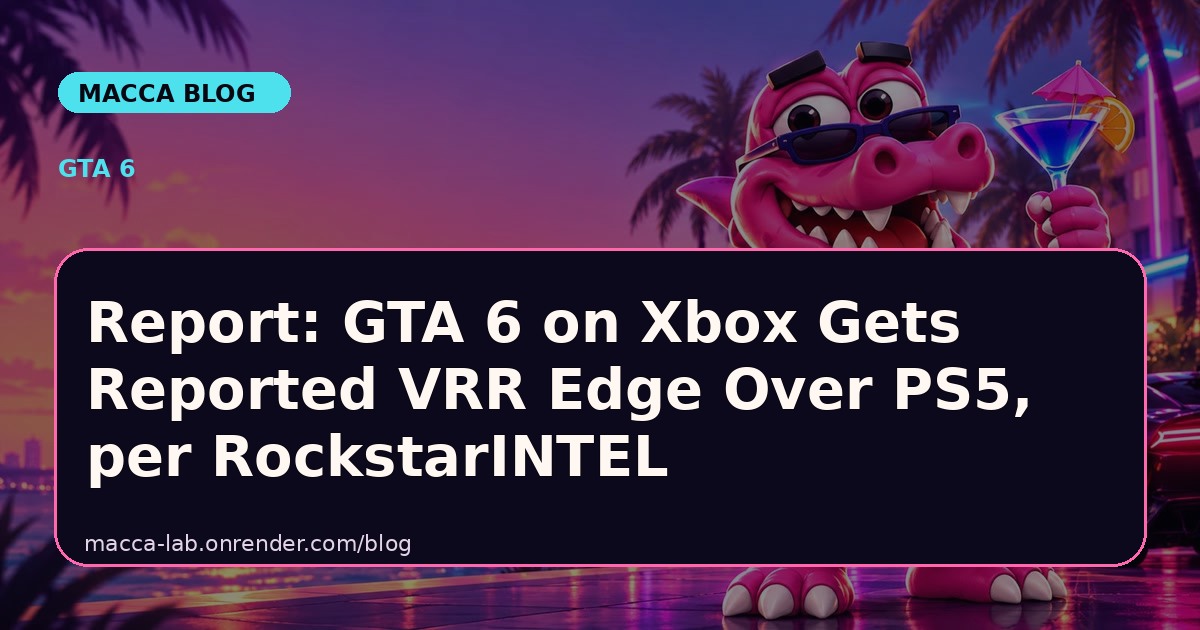 MACCA BLOG
GTA 6
Report: GTA 6 on Xbox Gets
Reported VRR Edge Over PS5,
per RockstarINTEL
macca-lab.onrender.com/blog